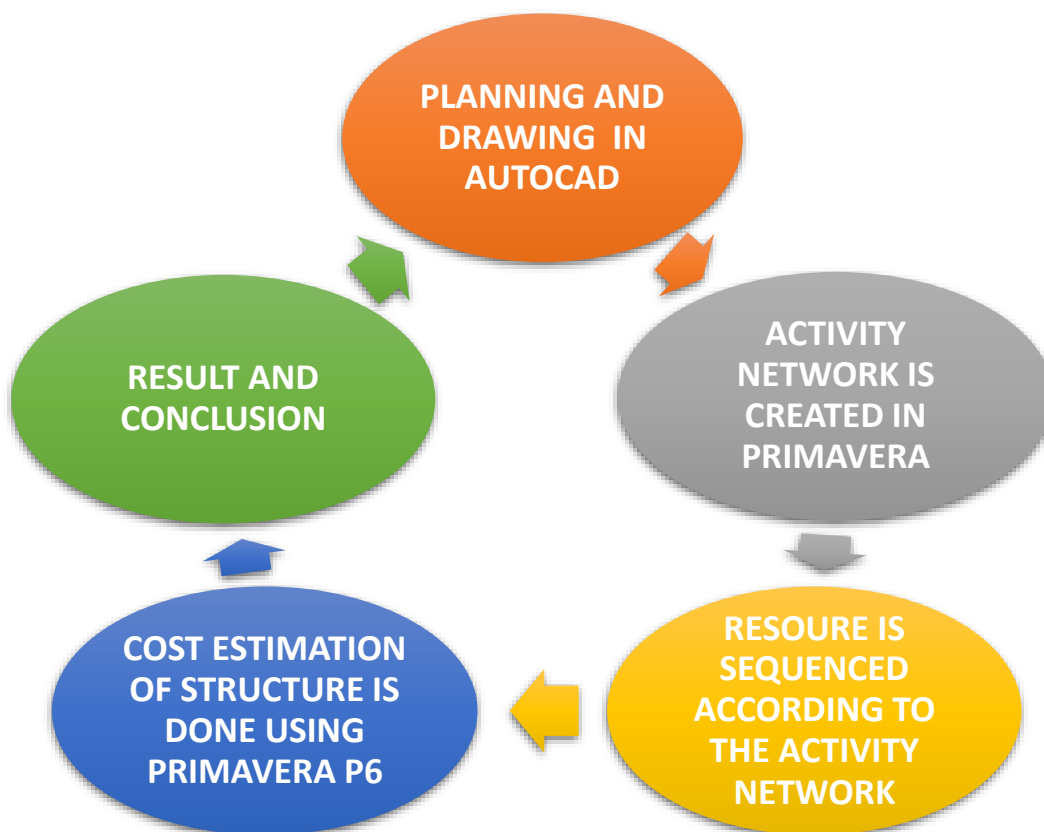 PLANNING AND
DRAWING IN
AUTOCAD
ACTIVITY
NETWORK IS
CREATED IN
PRIMAVERA
RESOURE IS
SEQUENCED
ACCORDING TO
THE ACTIVITY
NETWORK
COST ESTIMATION
OF STRUCTURE IS
DONE USING
PRIMAVERA P6
RESULT AND
CONCLUSION